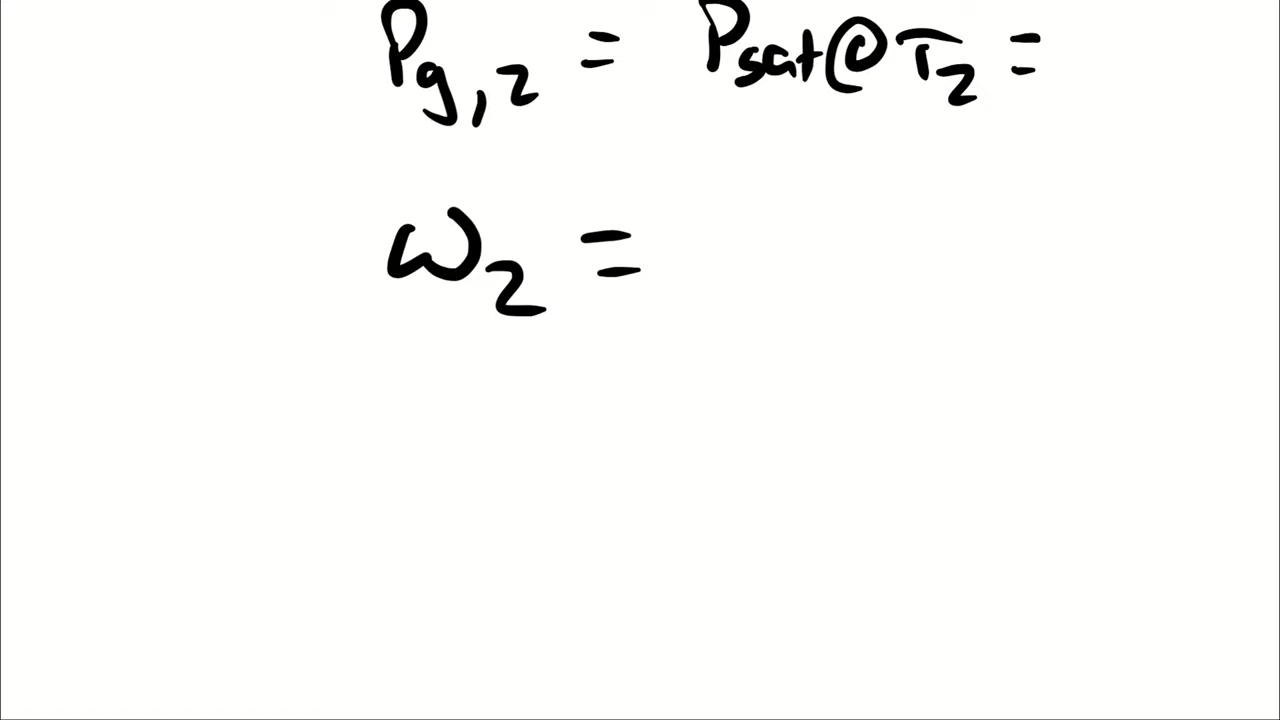 Pg,2 = Psat@T2 =
ω2 =